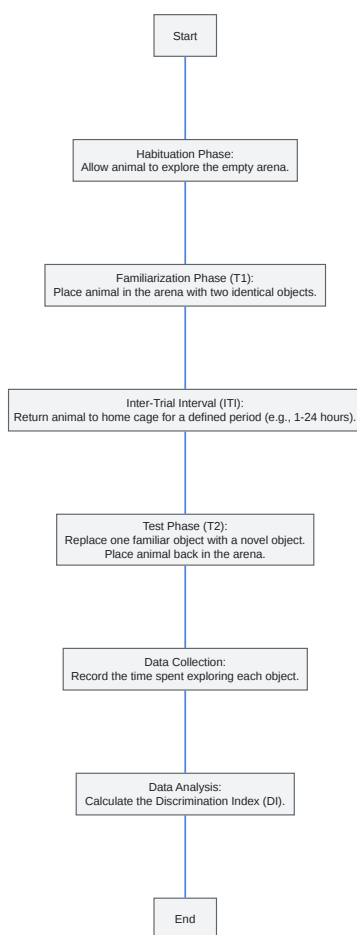 Start
Habituation Phase:
Allow animal to explore the empty arena.
Familiarization Phase (T1):
Place animal in the arena with two identical objects.
Inter-Trial Interval (ITI):
Return animal to home cage for a defined period (e.g., 1-24 hours).
Test Phase (T2):
Replace one familiar object with a novel object.
Place animal back in the arena.
Data Collection:
Record the time spent exploring each object.
Data Analysis:
Calculate the Discrimination Index (DI).
End